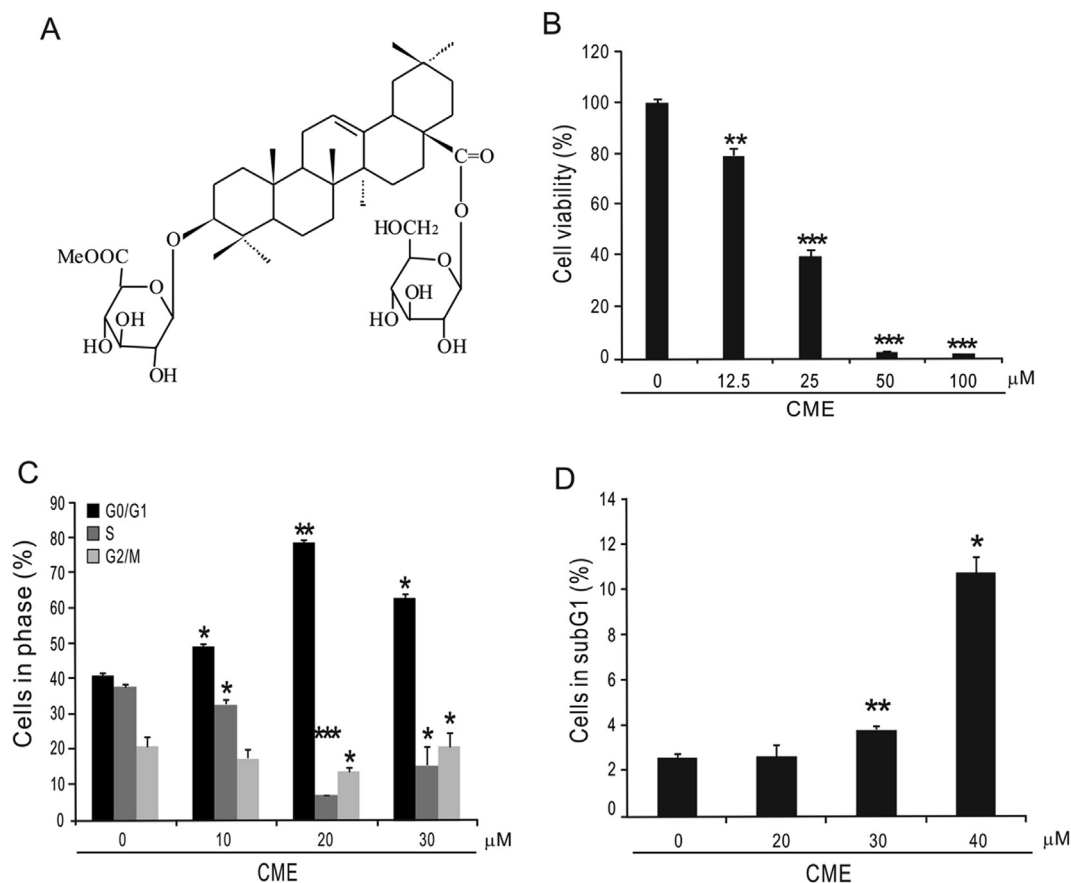 A
MeOOC
O
O
OH
HO
OH
C=O
O
HOCH2
O
OH
HO
OH
B
Cell viability (%)
120
100
80
60
40
20
0
**
***
***
***
0 12.5 25 50 100 μM
CME
C
Cells in phase (%)
90
80
70
60
50
40
30
20
10
0
G0/G1
S
G2/M
*
*
**
***
*
*
*
*
0 10 20 30 μM
CME
D
Cells in subG1 (%)
14
12
10
8
6
4
2
0
**
*
0 20 30 40 μM
CME